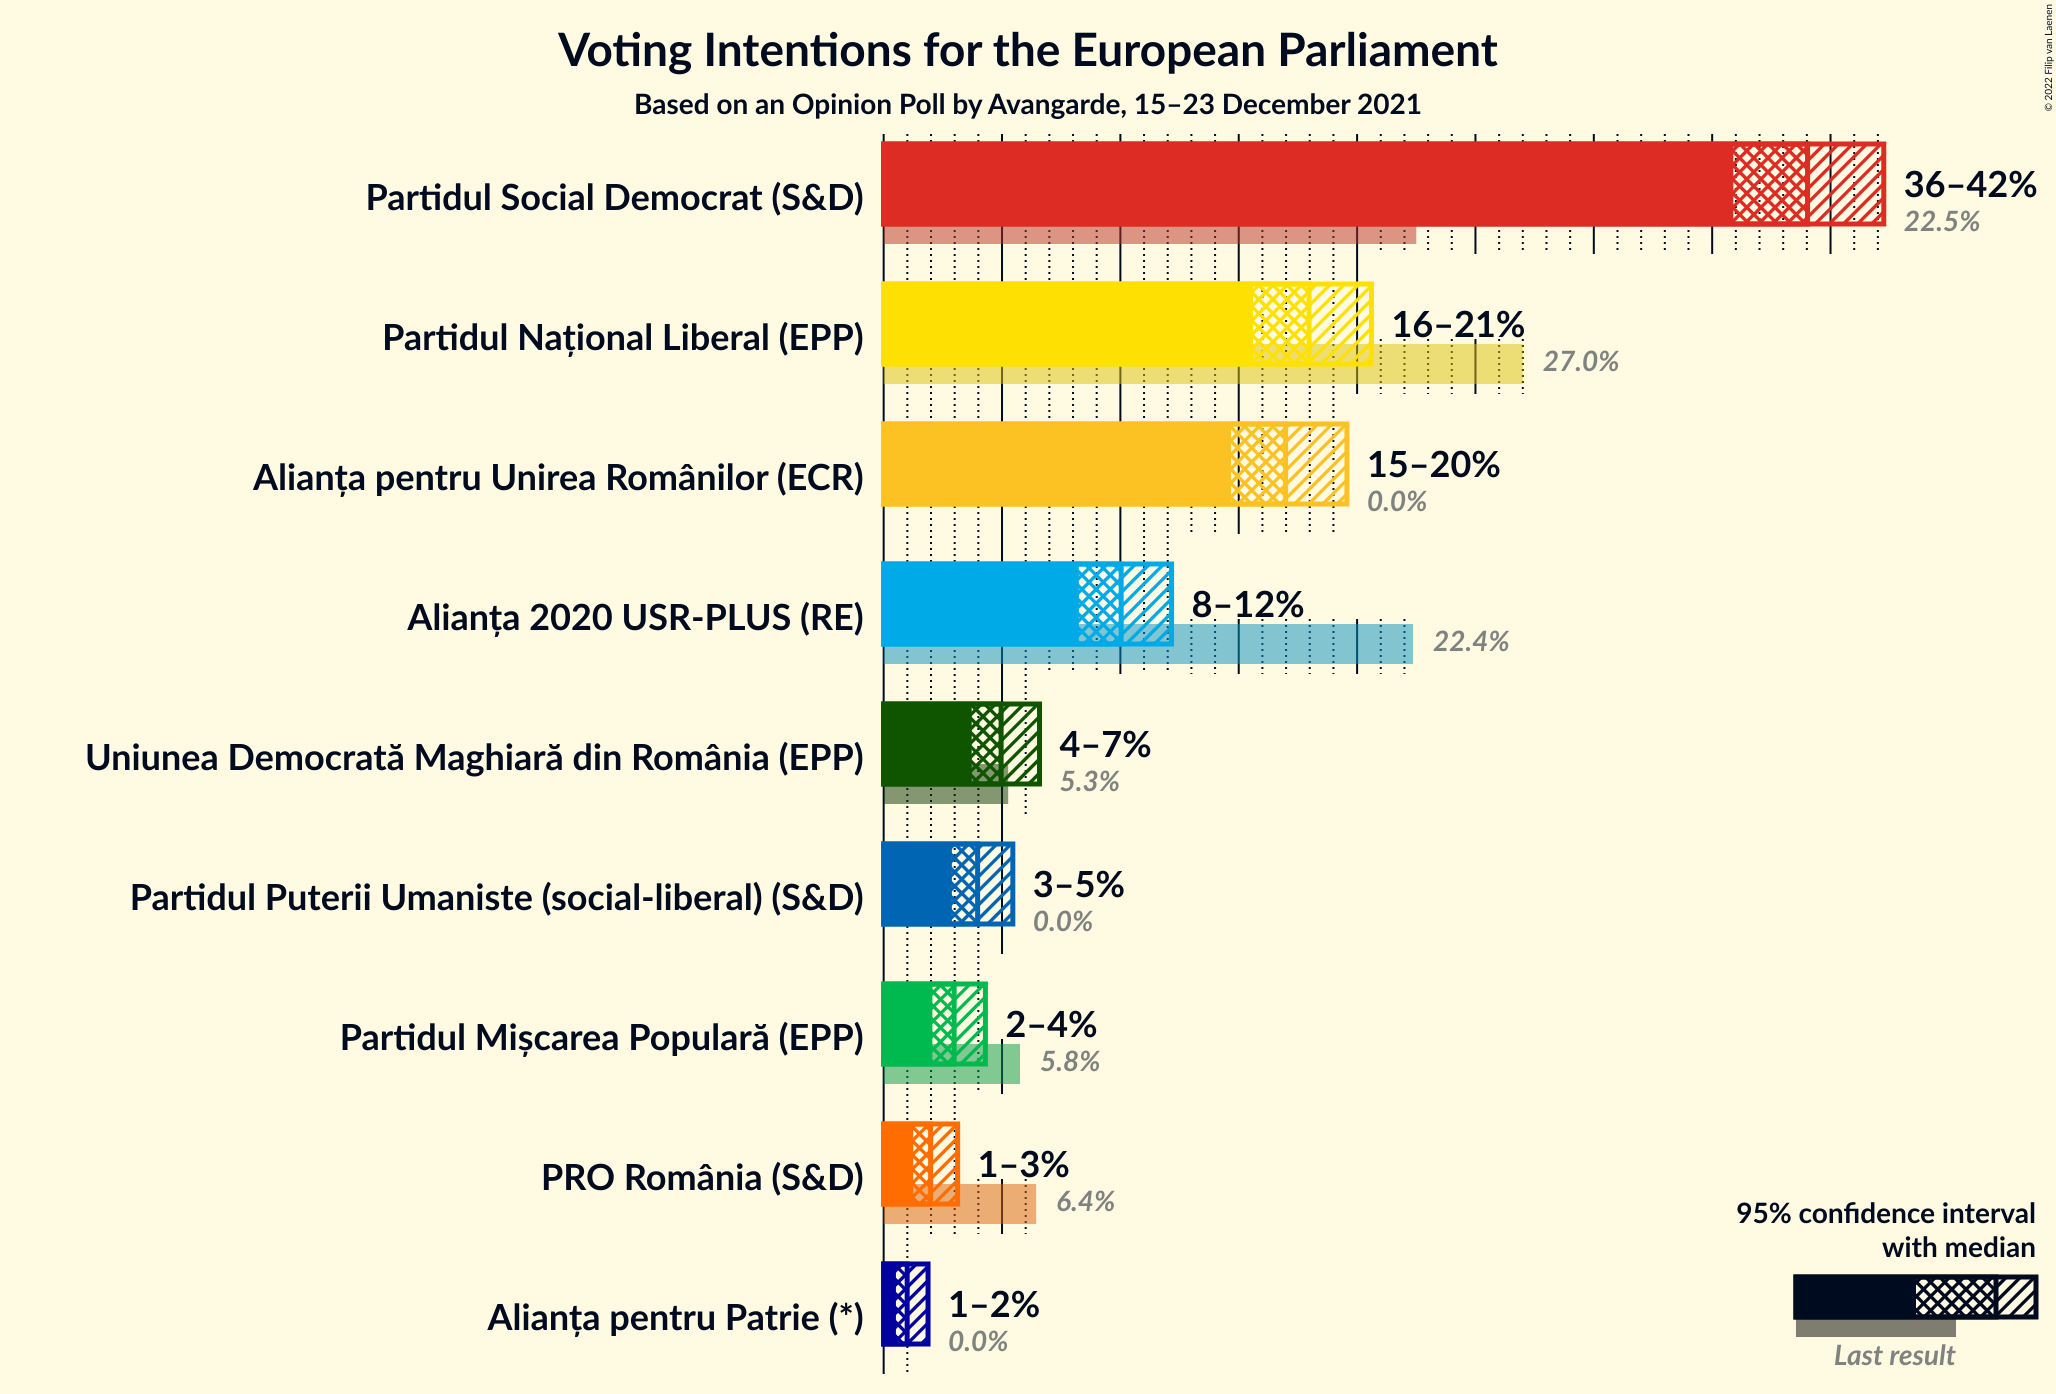 Voting Intentions for the European Parliament
Based on an Opinion Poll by Avangarde, 15–23 December 2021
© 2022 Filip van Laenen
Partidul Social Democrat (S&D)
36–42%
22.5%
Partidul Național Liberal (EPP)
16–21%
27.0%
Alianța pentru Unirea Românilor (ECR)
15–20%
0.0%
Alianța 2020 USR-PLUS (RE)
8–12%
22.4%
Uniunea Democrată Maghiară din România (EPP)
4–7%
5.3%
Partidul Puterii Umaniste (social-liberal) (S&D)
3–5%
0.0%
Partidul Mișcarea Populară (EPP)
2–4%
5.8%
PRO România (S&D)
1–3%
6.4%
Alianța pentru Patrie (*)
1–2%
0.0%
95% confidence interval
with median
Last result